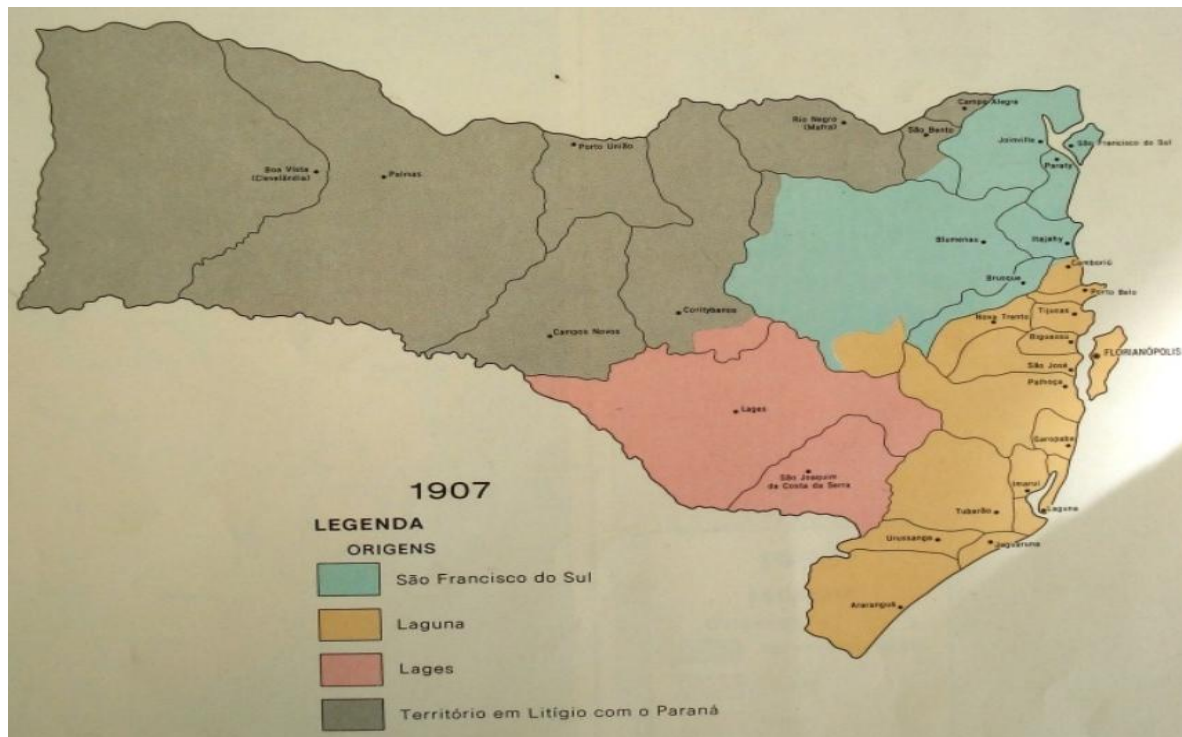 Campo Alegre
Rio Negro
(Mafra)
São Bento
Joinville
São Francisco do Sul
Paraty
Porto União
Boa Vista
(Clevelândia)
Palmas
Blumenau
Itajahy
Brusque
Camboriú
Porto Belo
Nova Trento
Tijucas
Biguassu
FLORIANÓPOLIS
São José
Palhoça
Coritybanos
Campos Novos
Lages
Garopaba
São Joaquim
da Costa da Serra
Imaruí
Laguna
Tubarão
Urussanga
Jaguaruna
Araranguá
1907
LEGENDA
ORIGENS
São Francisco do Sul
Laguna
Lages
Território em Litígio com o Paraná